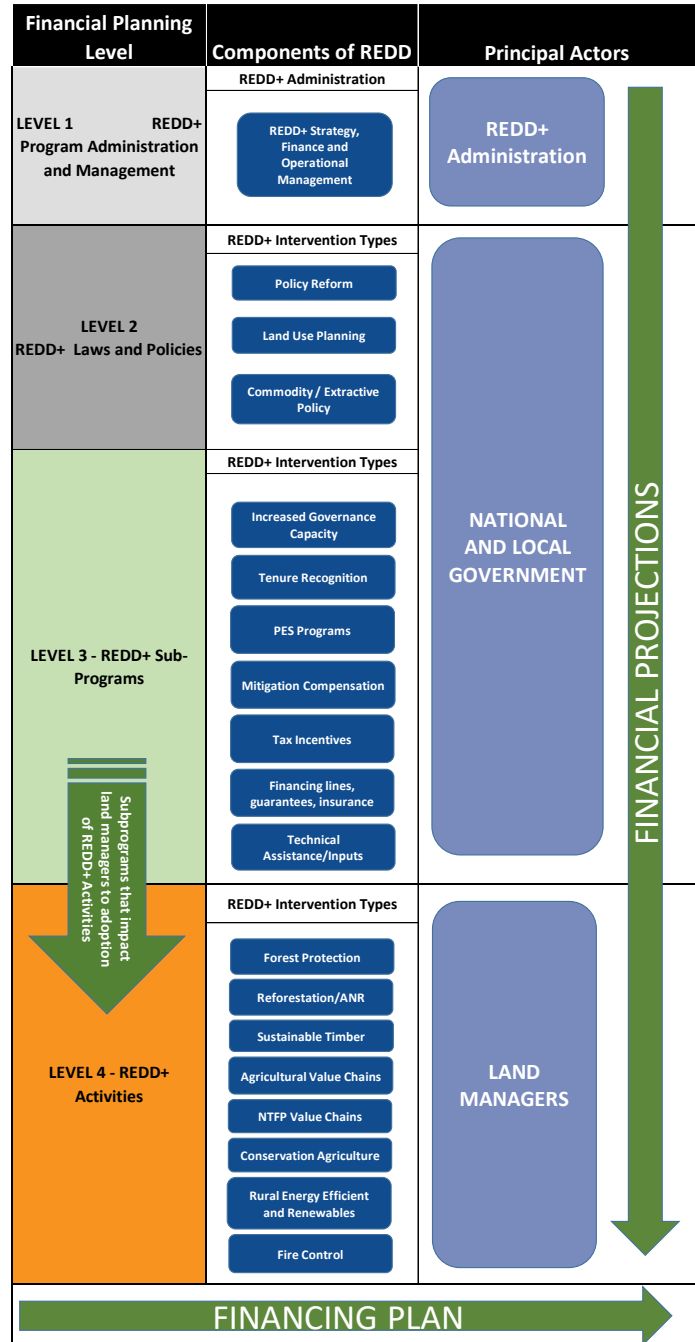 Financial Planning
Level
Components of REDD
Principal Actors
LEVEL 1 REDD+
Program Administration
and Management
REDD+ Administration
REDD+ Strategy,
Finance and
Operational
Management
REDD+
Administration
LEVEL 2
REDD+ Laws and Policies
REDD+ Intervention Types
Policy Reform
Land Use Planning
Commodity / Extractive
Policy
LEVEL 3 - REDD+ Sub-
Programs
REDD+ Intervention Types
Increased Governance
Capacity
Tenure Recognition
PES Programs
Mitigation Compensation
Tax Incentives
Financing lines,
guarantees, insurance
Technical
Assistance/Inputs
NATIONAL
AND LOCAL
GOVERNMENT
Subprograms that impact
land managers to adoption
of REDD+ Activities
LEVEL 4 - REDD+
Activities
REDD+ Intervention Types
Forest Protection
Reforestation/ANR
Sustainable Timber
Agricultural Value Chains
NTFP Value Chains
Conservation Agriculture
Rural Energy Efficient
and Renewables
Fire Control
LAND
MANAGERS
FINANCIAL PROJECTIONS
FINANCING PLAN